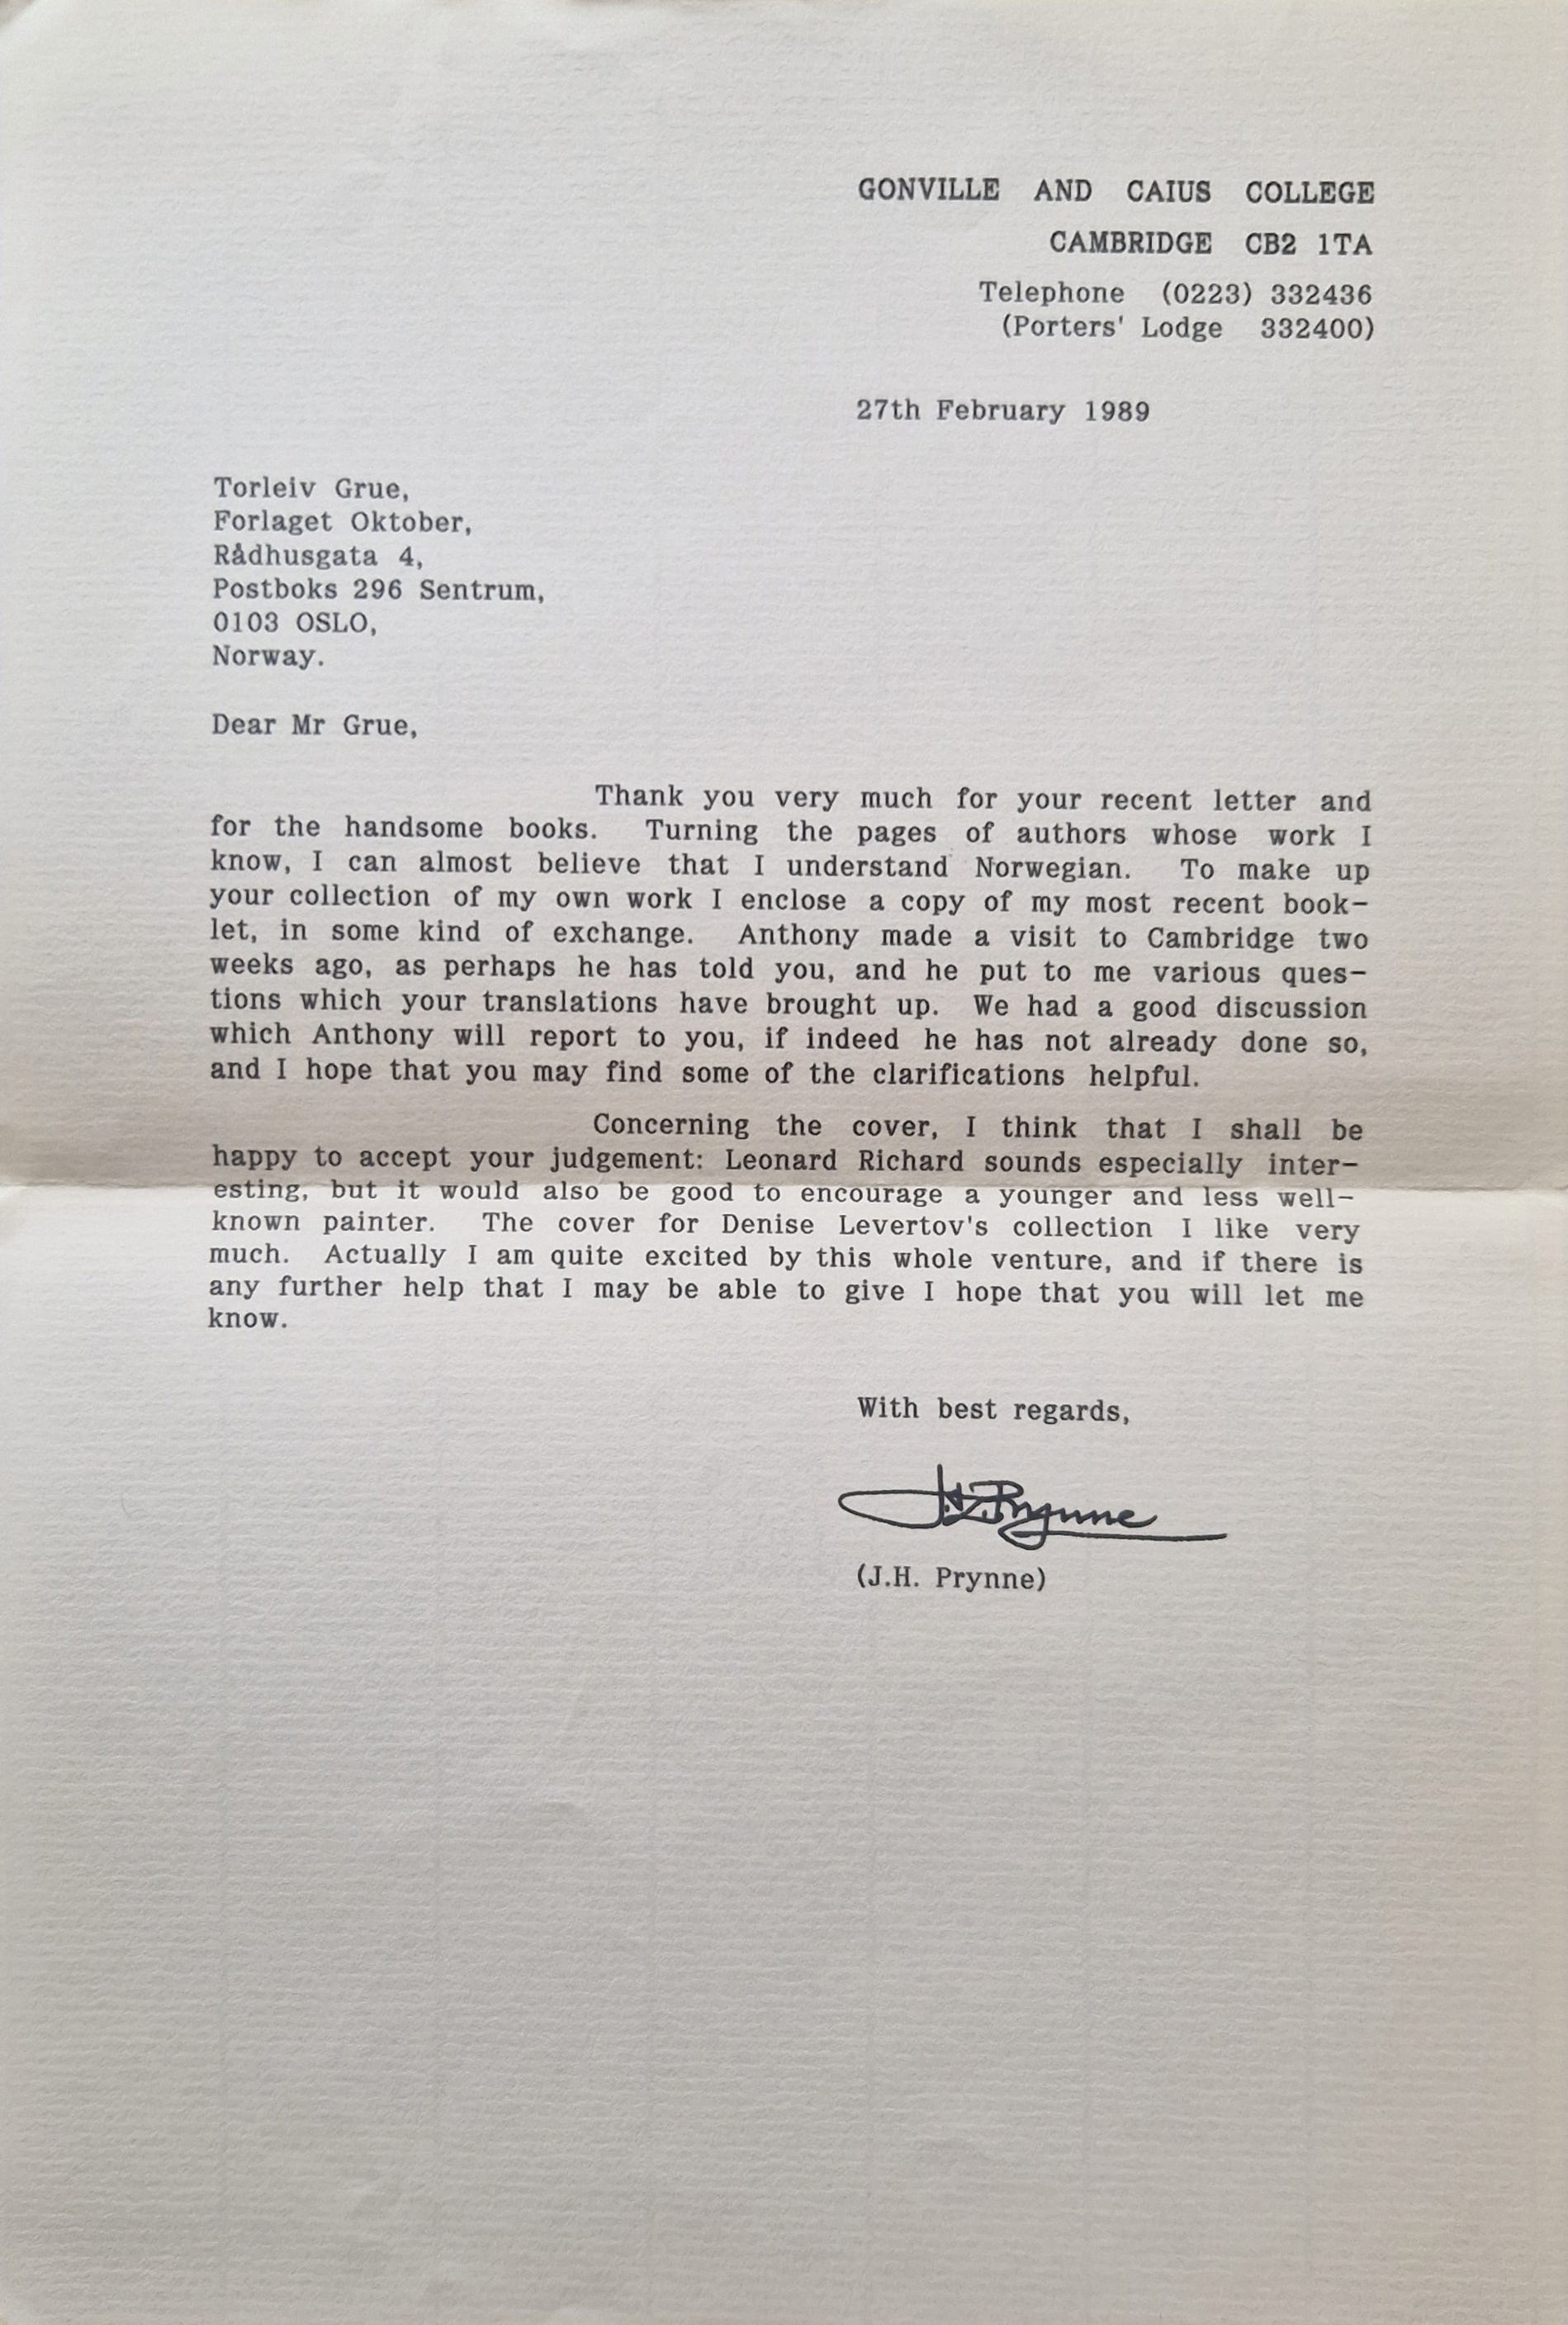 GONVILLE AND CAIUS COLLEGE
CAMBRIDGE CB2 1TA
Telephone (0223) 332436
(Porters' Lodge 332400)
27th February 1989
Torleiv Grue,
Forlaget Oktober,
Rådhusgata 4,
Postboks 296 Sentrum,
0103 OSLO,
Norway.
Dear Mr Grue,
Thank you very much for your recent letter and
for the handsome books. Turning the pages of authors whose work I
know, I can almost believe that I understand Norwegian. To make up
your collection of my own work I enclose a copy of my most recent book-
let, in some kind of exchange. Anthony made a visit to Cambridge two
weeks ago, as perhaps he has told you, and he put to me various ques-
tions which your translations have brought up. We had a good discussion
which Anthony will report to you, if indeed he has not already done so,
and I hope that you may find some of the clarifications helpful.
Concerning the cover, I think that I shall be
happy to accept your judgement: Leonard Richard sounds especially inter-
esting, but it would also be good to encourage a younger and less well-
known painter. The cover for Denise Levertov's collection I like very
much. Actually I am quite excited by this whole venture, and if there is
any further help that I may be able to give I hope that you will let me
know.
With best regards,
J.H. Prynne
(J.H. Prynne)